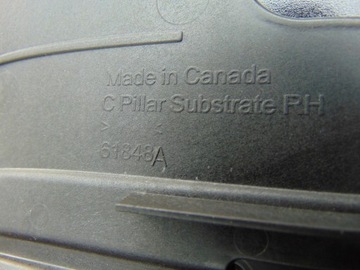 Made in Canada
C Pillar Substrate RH
>
61848A